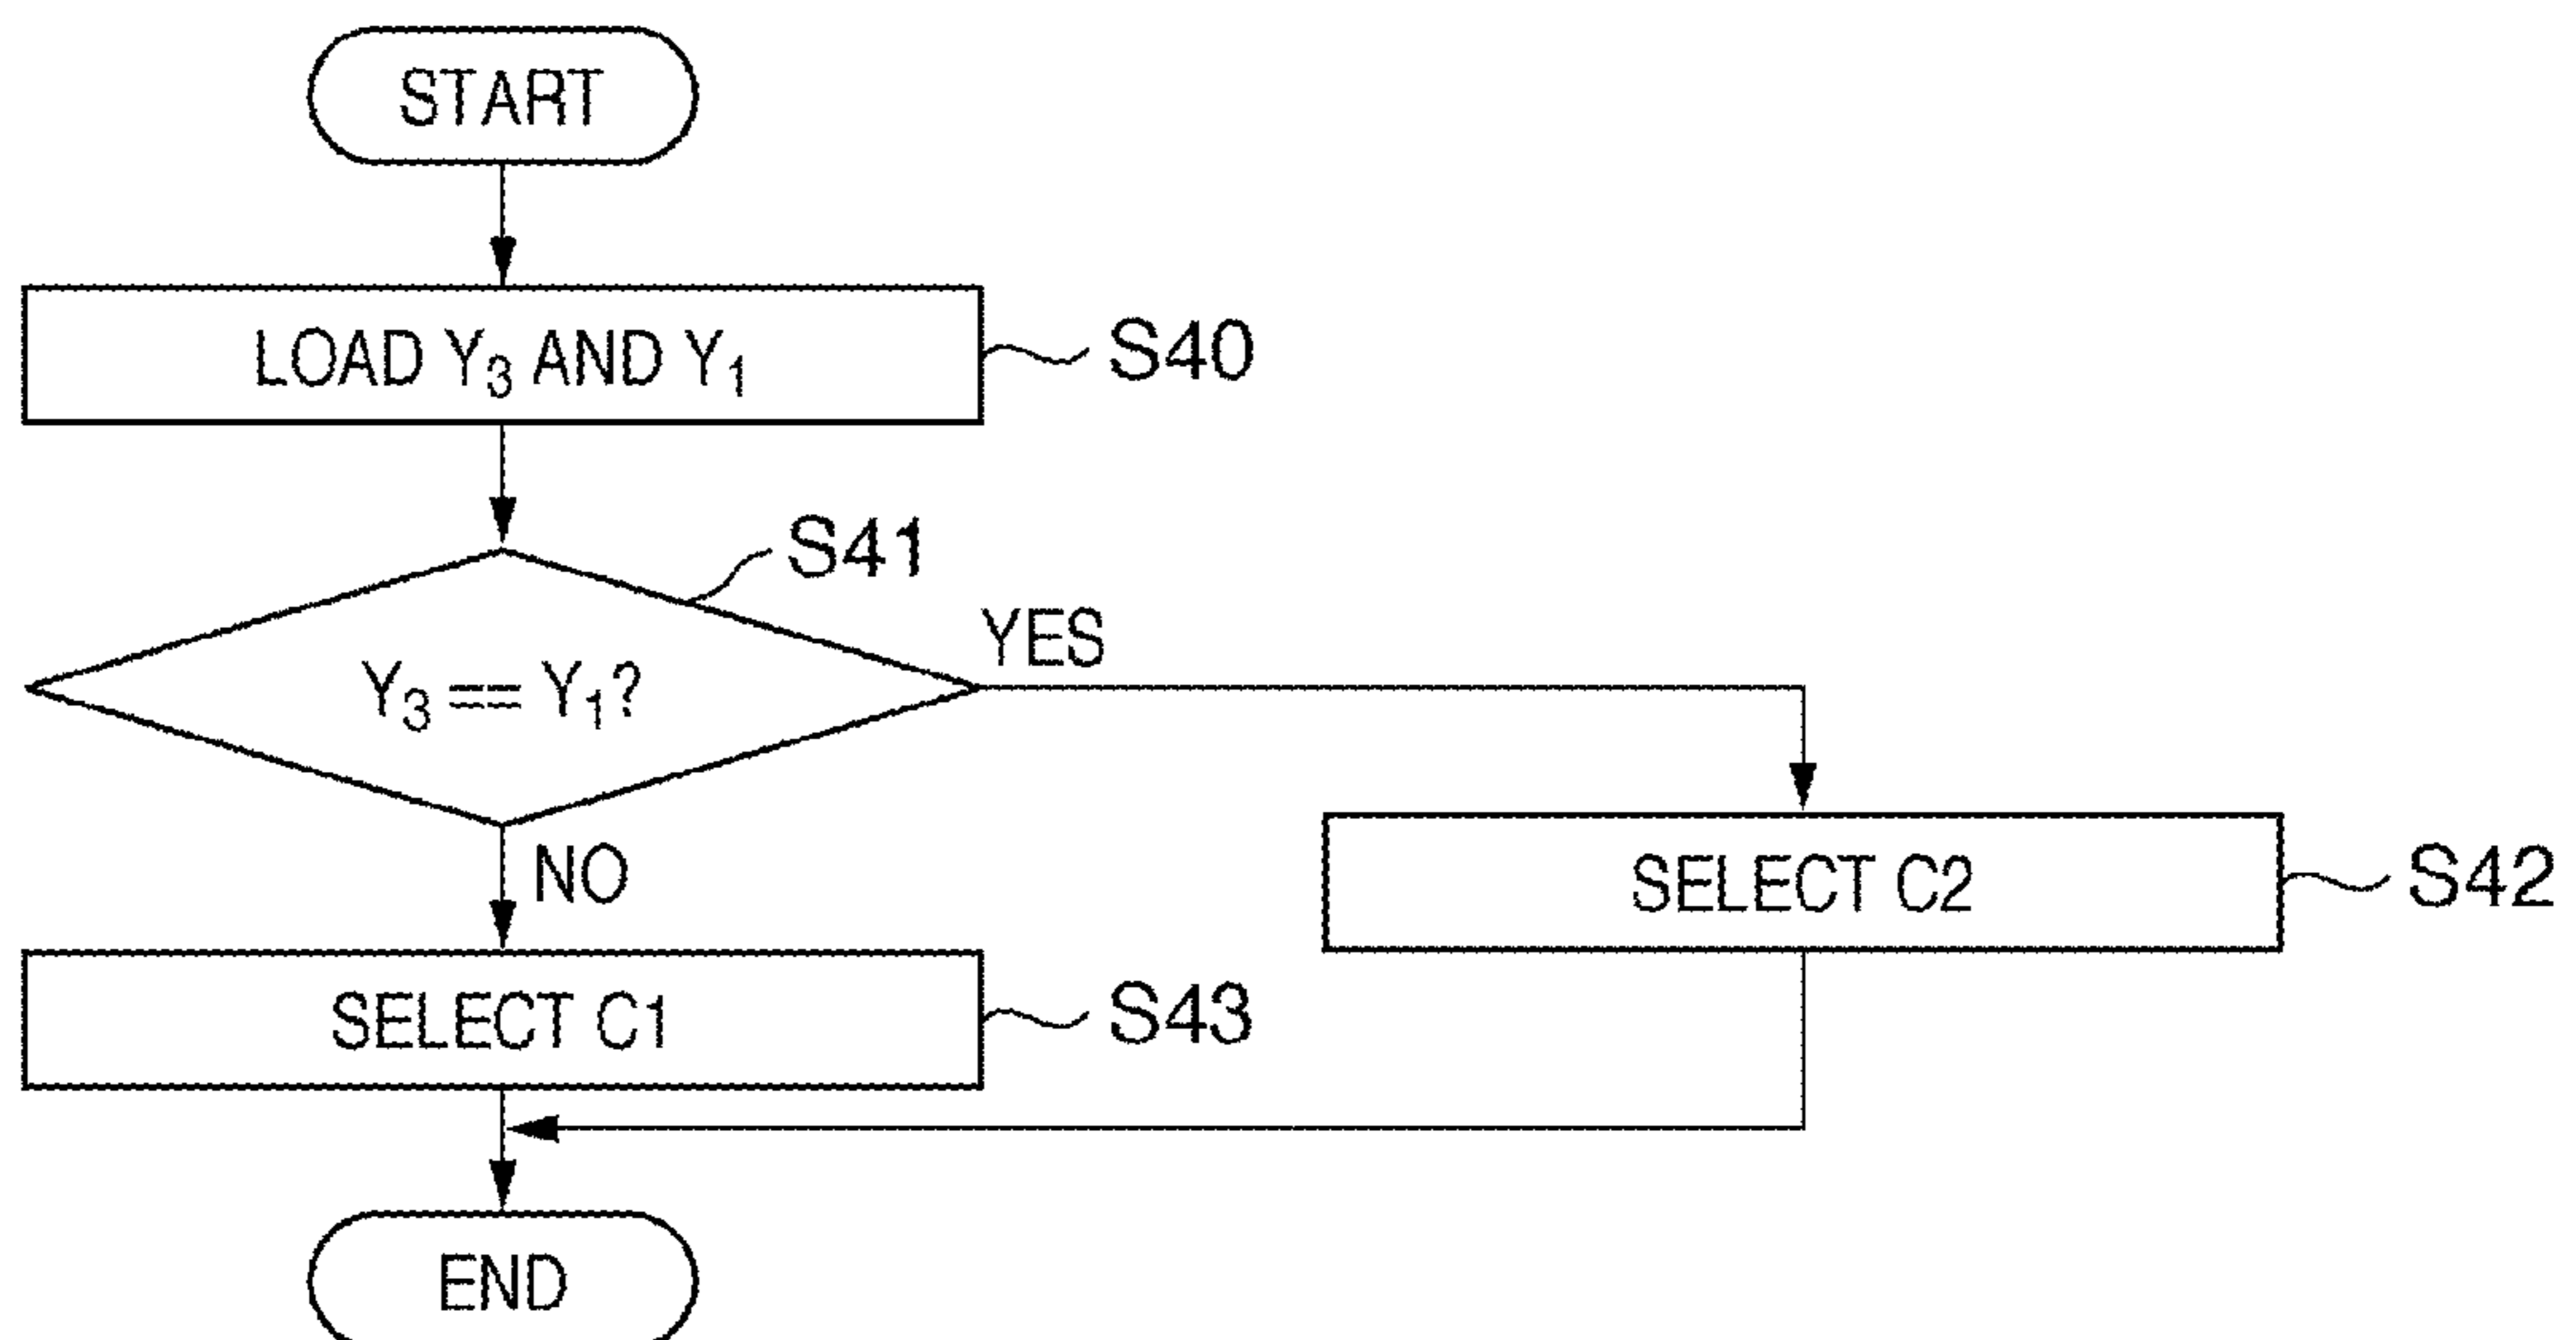 START
LOAD Y₃ AND Y₁
S40
S41
Y₃ == Y₁?
YES
NO
SELECT C2
S42
SELECT C1
S43
END